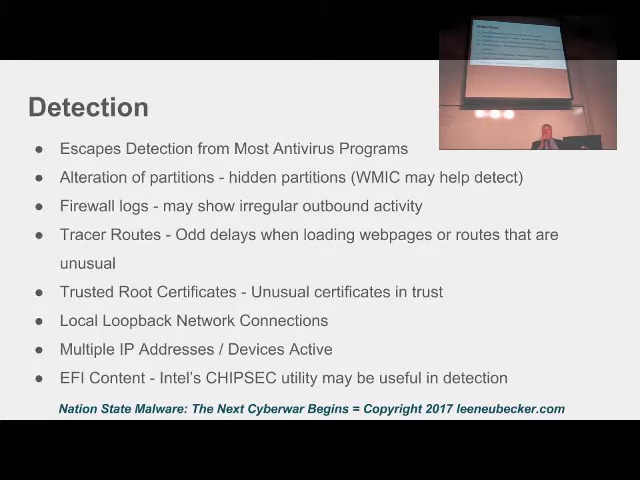 Detection
● Escapes Detection from Most Antivirus Programs
● Alteration of partitions - hidden partitions (WMIC may help detect)
● Firewall logs - may show irregular outbound activity
● Tracer Routes - Odd delays when loading webpages or routes that are
unusual
● Trusted Root Certificates - Unusual certificates in trust
● Local Loopback Network Connections
● Multiple IP Addresses / Devices Active
● EFI Content - Intel's CHIPSEC utility may be useful in detection
Nation State Malware: The Next Cyberwar Begins = Copyright 2017 leeneubecker.com